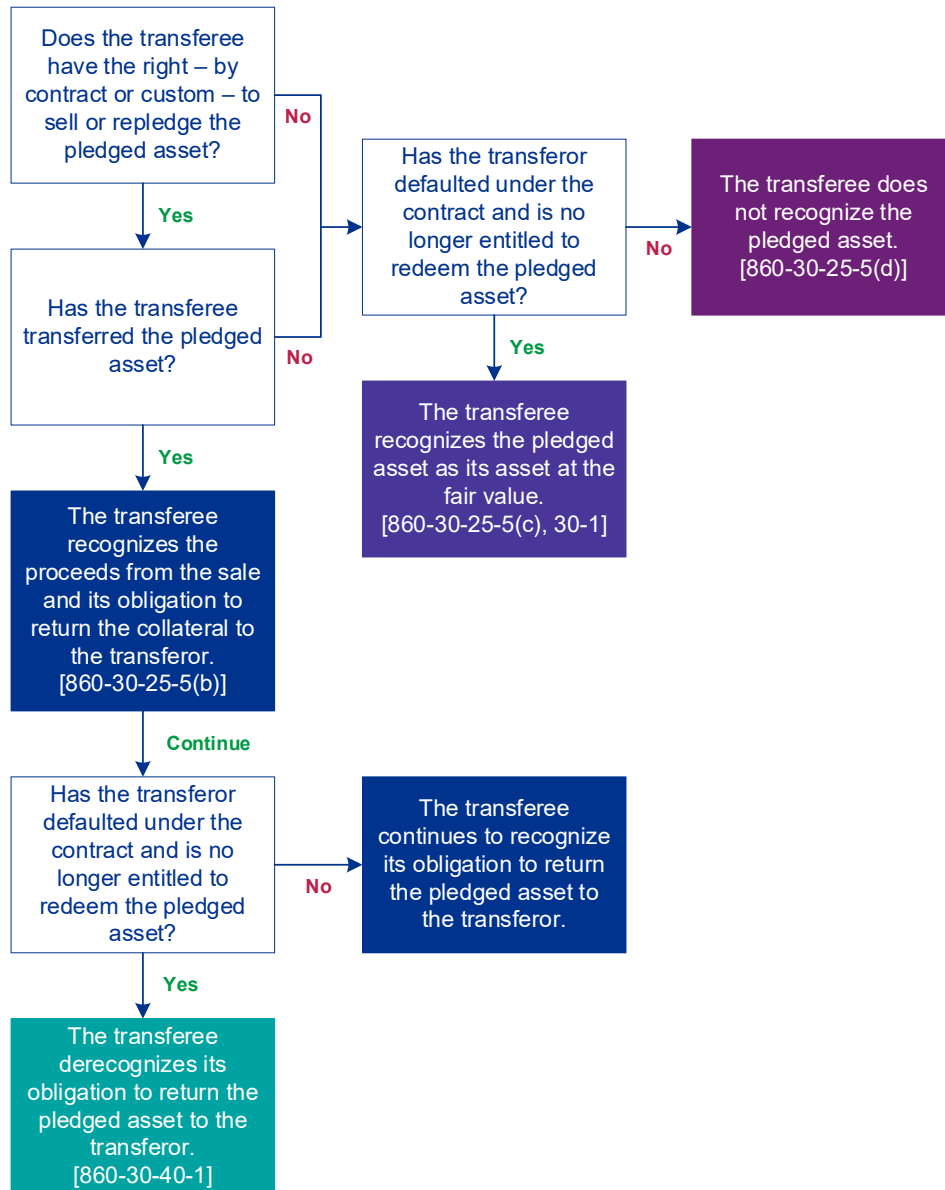 Does the transferee
have the right – by
contract or custom – to
sell or repledge the
pledged asset?
No
Yes
Has the transferor
defaulted under the
contract and is no
longer entitled to
redeem the pledged
asset?
No
The transferee does
not recognize the
pledged asset.
[860-30-25-5(d)]
Has the transferee
transferred the pledged
asset?
No
Yes
Yes
The transferee
recognizes the pledged
asset as its asset at the
fair value.
[860-30-25-5(c), 30-1]
The transferee
recognizes the
proceeds from the sale
and its obligation to
return the collateral to
the transferor.
[860-30-25-5(b)]
Continue
Has the transferor
defaulted under the
contract and is no
longer entitled to
redeem the pledged
asset?
No
The transferee
continues to recognize
its obligation to return
the pledged asset to
the transferor.
Yes
The transferee
derecognizes its
obligation to return the
pledged asset to the
transferor.
[860-30-40-1]